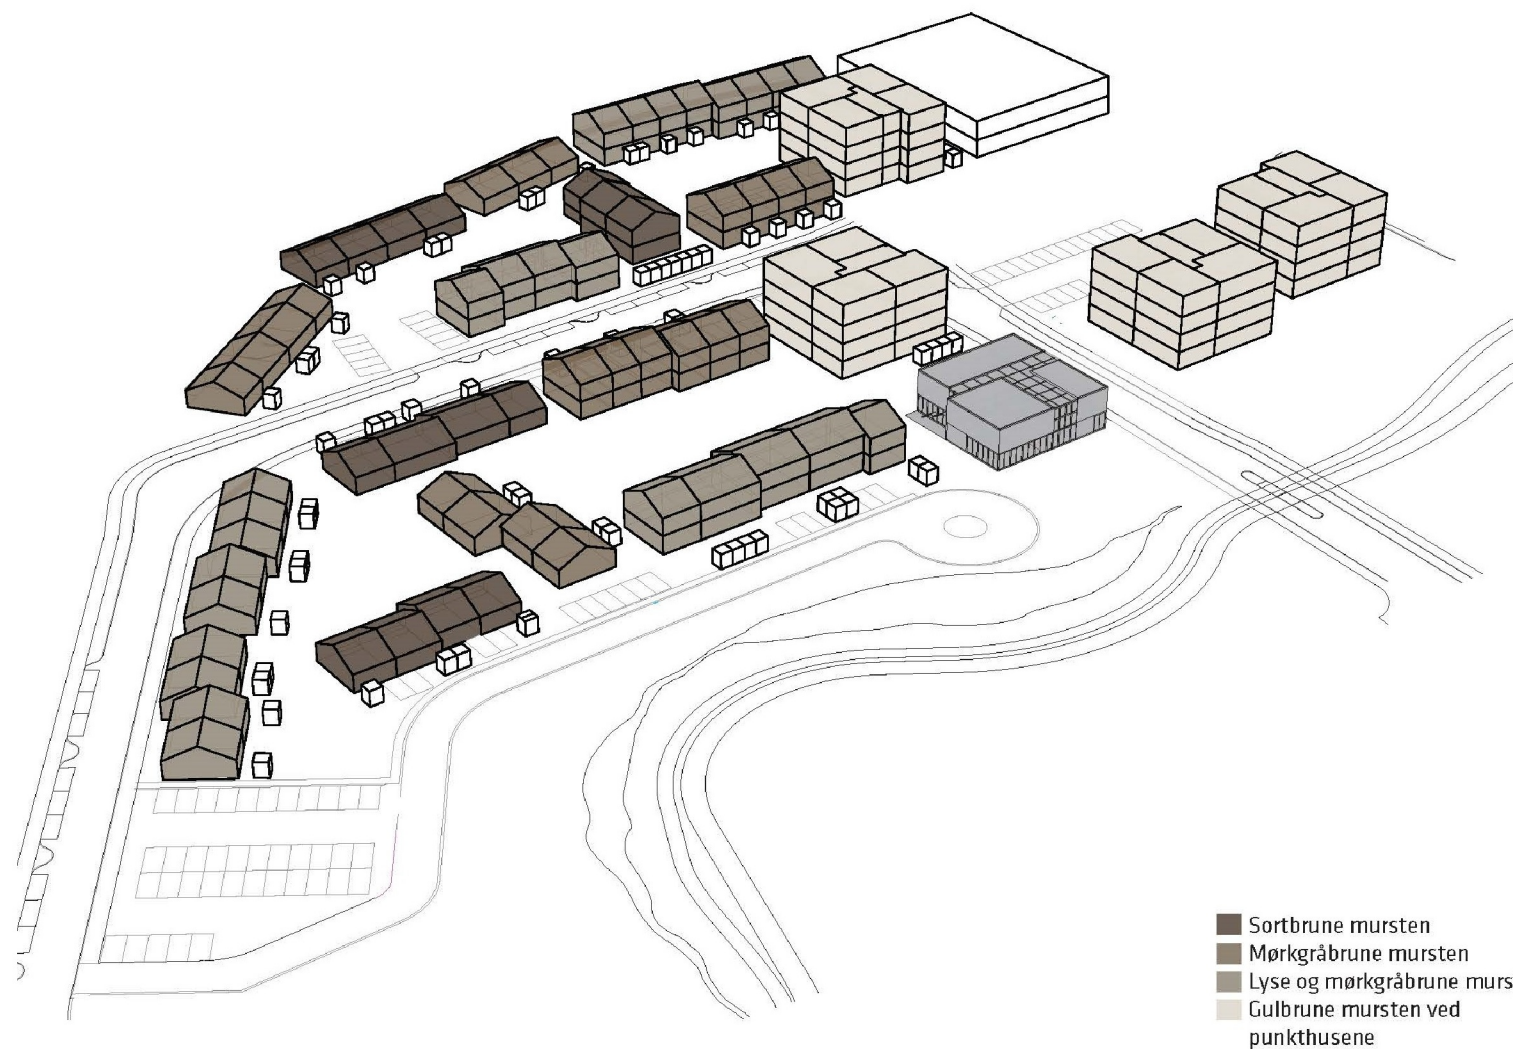 Sortbrune mursten
Mørkgråbrune mursten
Lyse og mørkgråbrune murs
Gulbrune mursten ved
punkthusene